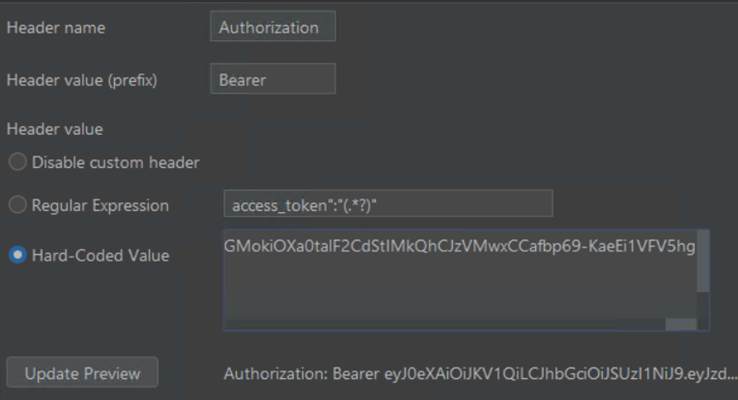 Header name Authorization
Header value (prefix) Bearer
Header value
Disable custom header
Regular Expression access_token":"(.*?)"
Hard-Coded Value GMokiOXa0talF2CdStIMkQhCJzVMwxCCafbp69-KaeEi1VFV5hg
Update Preview Authorization: Bearer eyJ0eXAiOiJKV1QiLCJhbGciOiJSUzI1NiJ9.eyJzd...